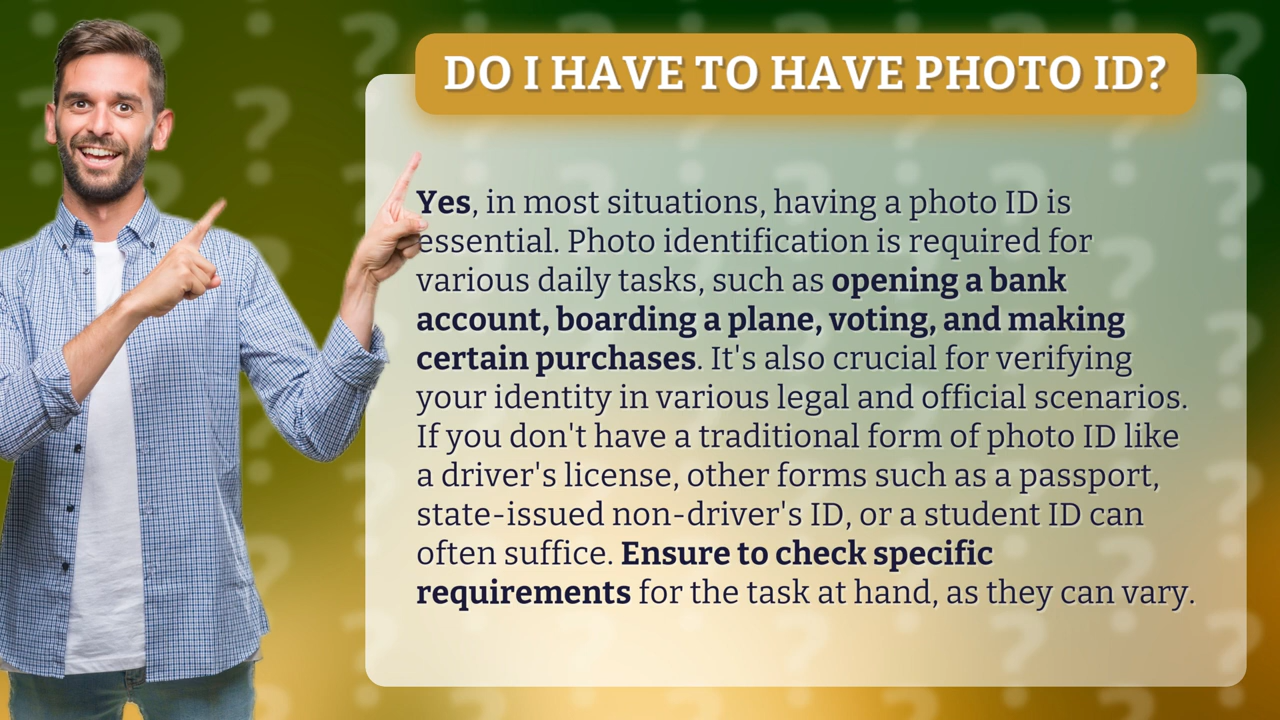 DO I HAVE TO HAVE PHOTO ID?
Yes, in most situations, having a photo ID is
essential. Photo identification is required for
various daily tasks, such as opening a bank
account, boarding a plane, voting, and making
certain purchases. It's also crucial for verifying
your identity in various legal and official scenarios.
If you don't have a traditional form of photo ID like
a driver's license, other forms such as a passport,
state-issued non-driver's ID, or a student ID can
often suffice. Ensure to check specific
requirements for the task at hand, as they can vary.